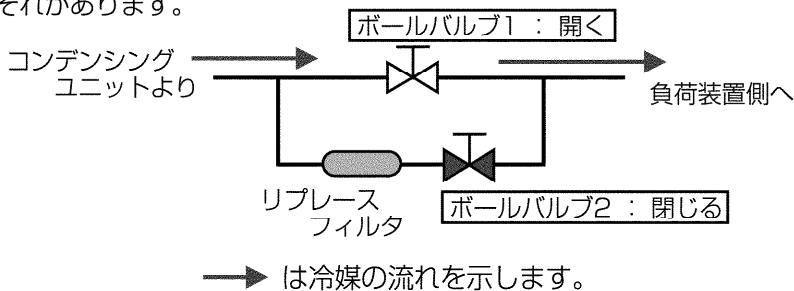 それがあります。
ボールバルブ1 : 開く
コンデンシング
ユニットより
負荷装置側へ
リプレース
フィルタ
ボールバルブ2 : 閉じる
は冷媒の流れを示します。